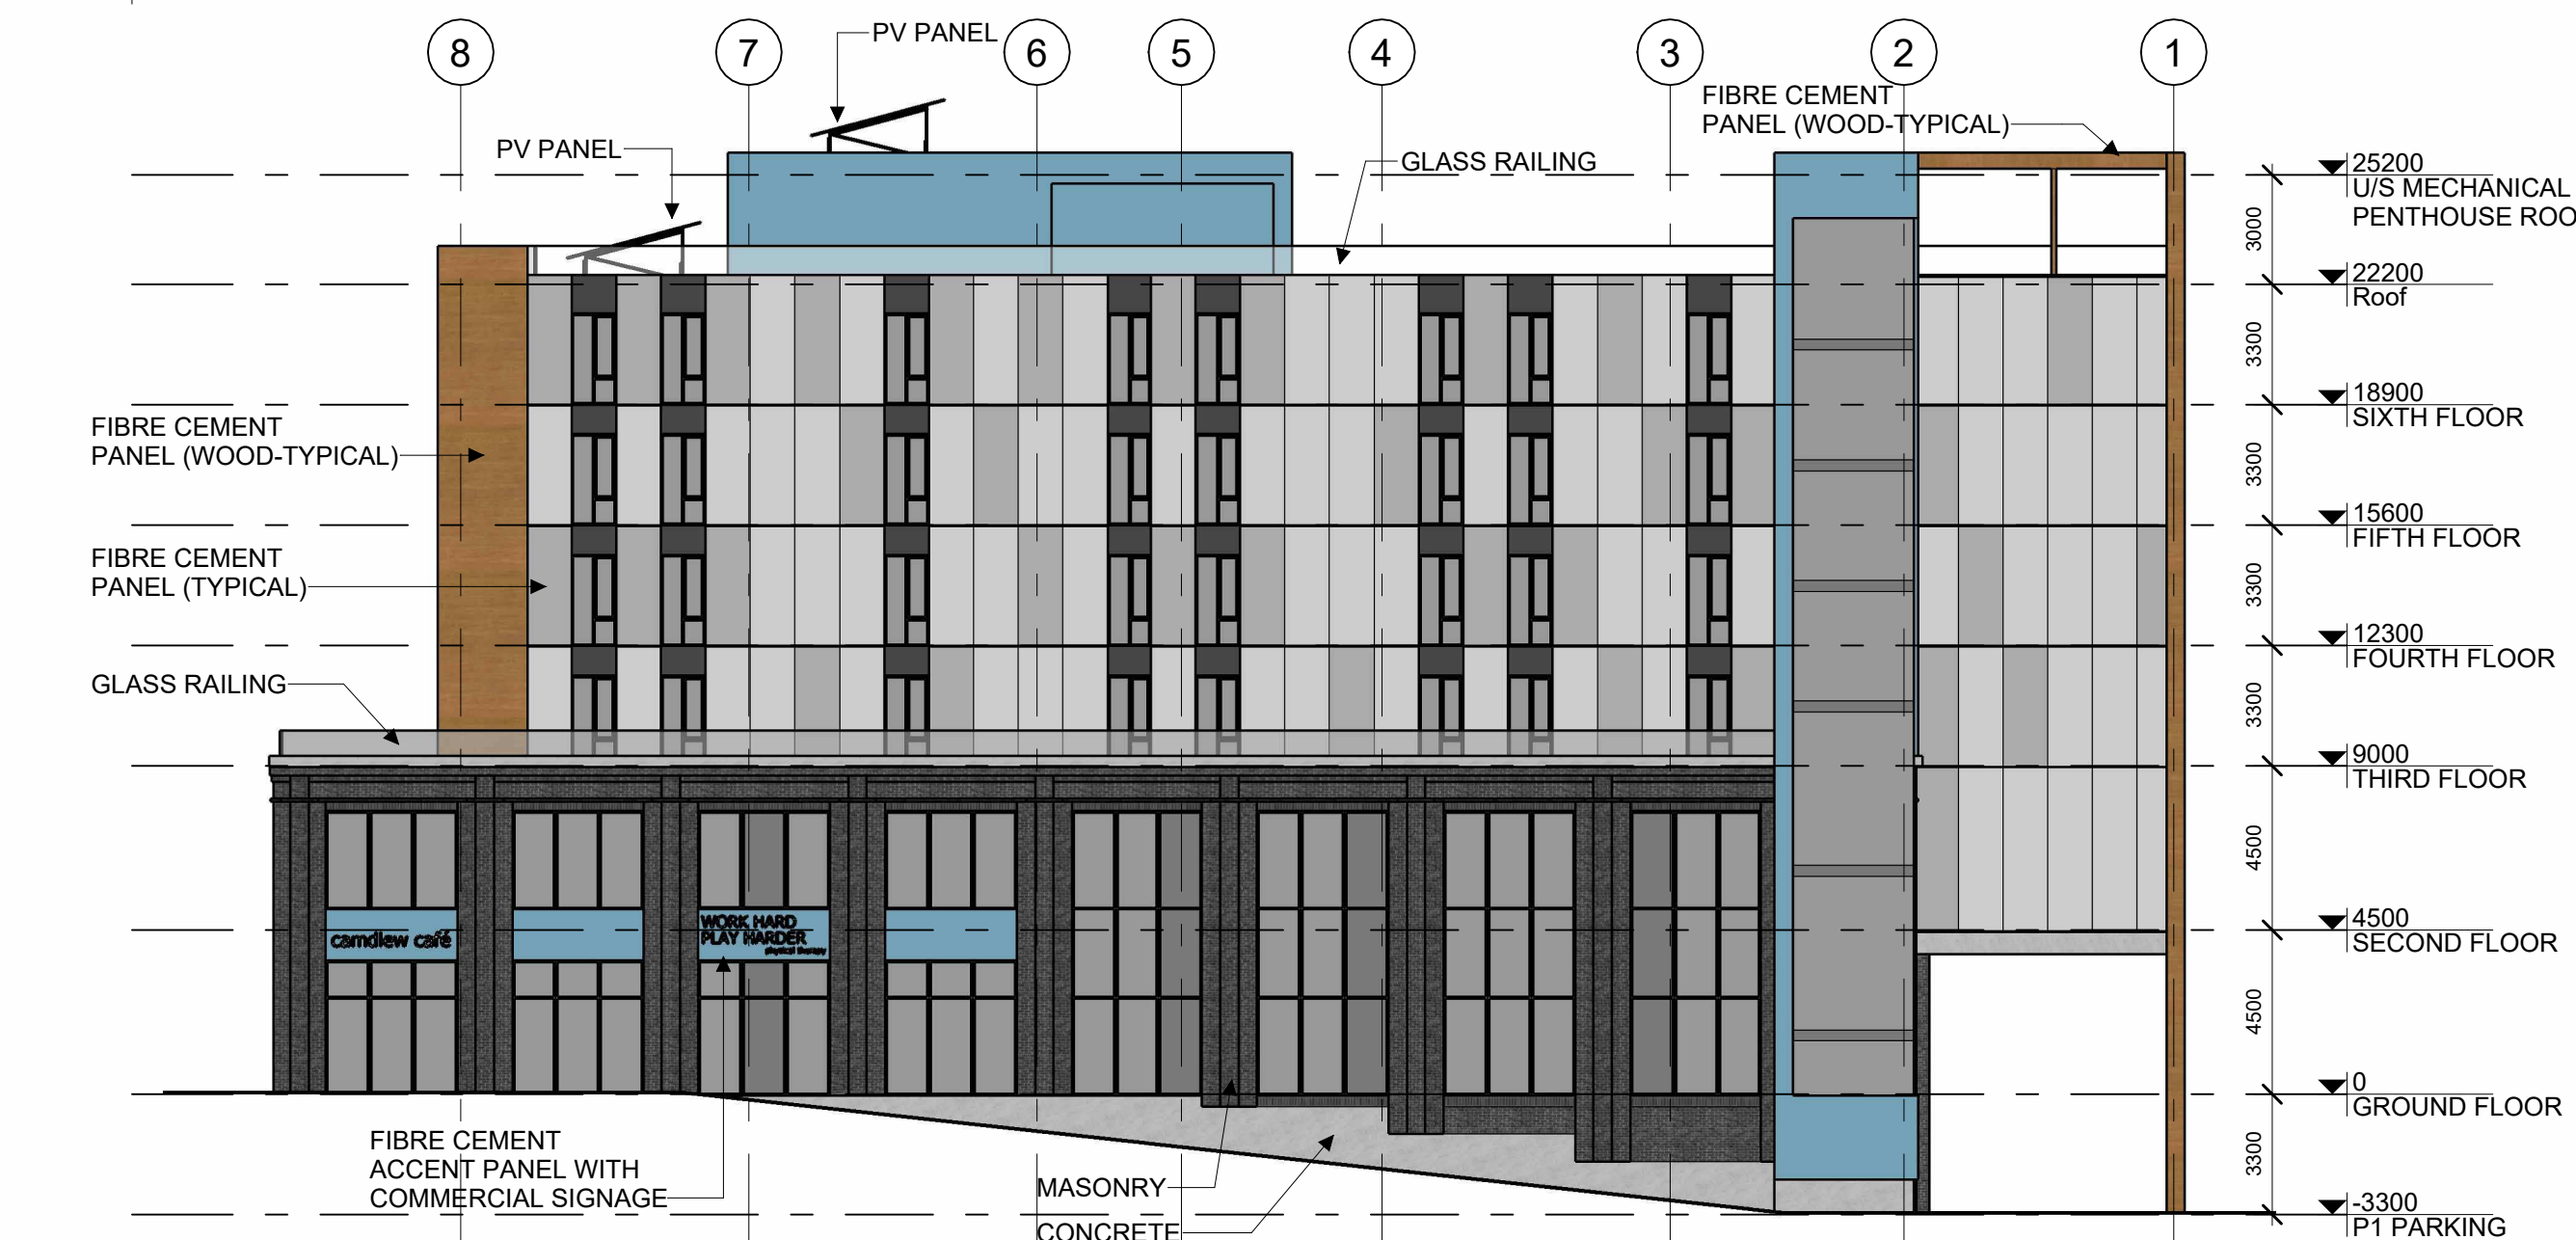 8
7
6
5
4
3
2
1
PV PANEL
PV PANEL
GLASS RAILING
FIBRE CEMENT
PANEL (WOOD-TYPICAL)
FIBRE CEMENT
PANEL (WOOD-TYPICAL)
FIBRE CEMENT
PANEL (TYPICAL)
GLASS RAILING
camdlew café
WORK HARD
PLAY HARDER
physical therapy
FIBRE CEMENT
ACCENT PANEL WITH
COMMERCIAL SIGNAGE
MASONRY
CONCRETE
3000
3300
3300
3300
3300
4500
4500
3300
25200
U/S MECHANICAL
PENTHOUSE ROO
22200
Roof
18900
SIXTH FLOOR
15600
FIFTH FLOOR
12300
FOURTH FLOOR
9000
THIRD FLOOR
4500
SECOND FLOOR
0
GROUND FLOOR
-3300
P1 PARKING